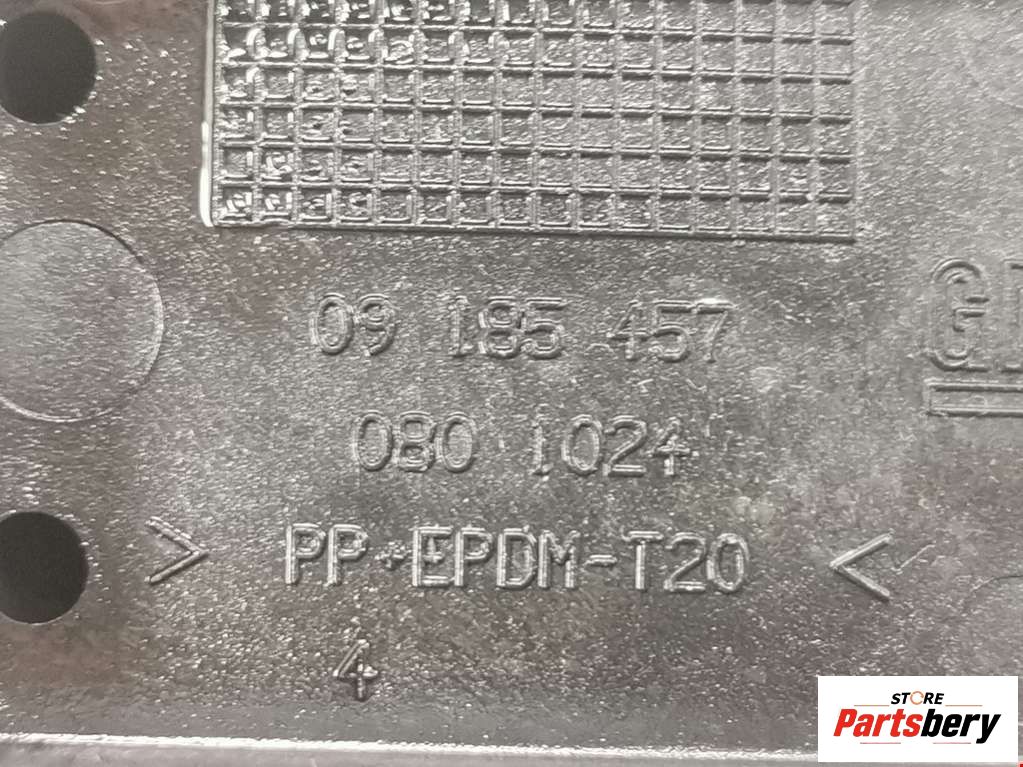 09 185 457
080 1024
> PP+EPDM-T20 <
4
STORE
Partsbery